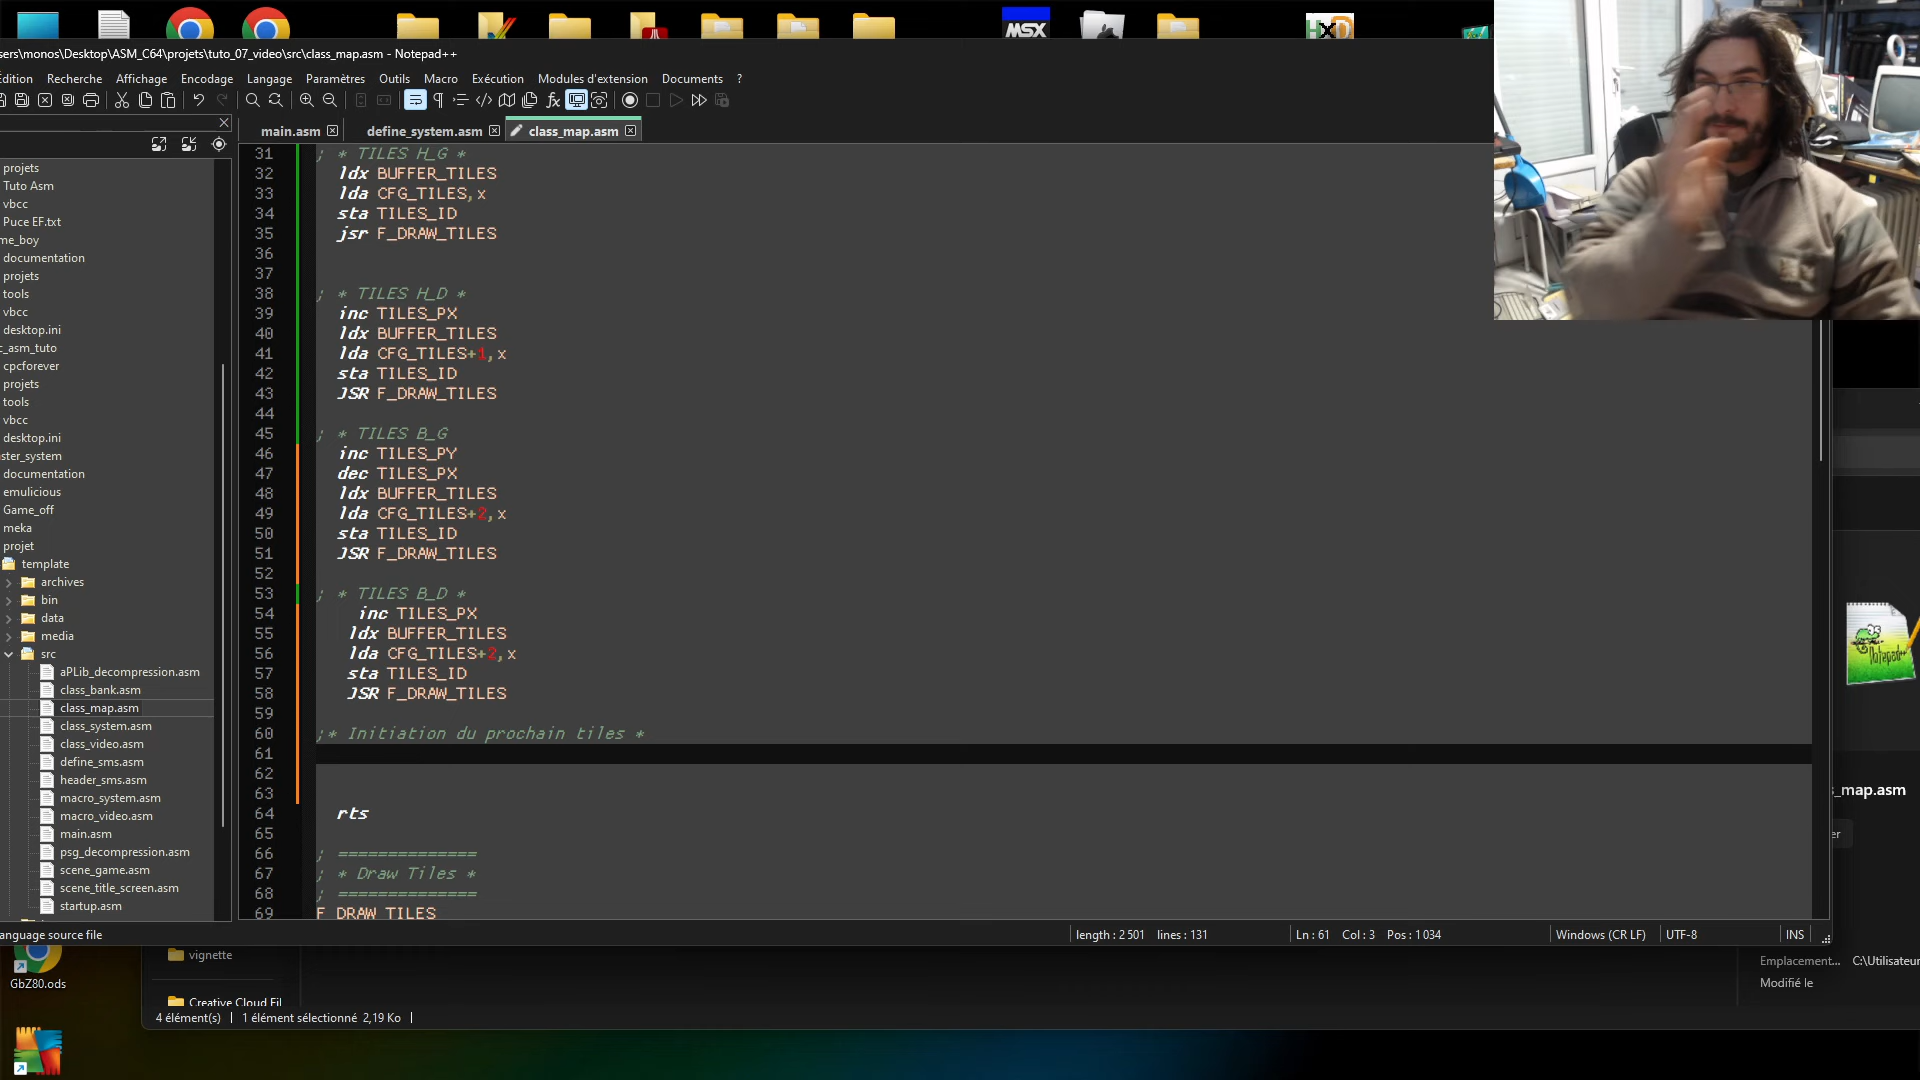 MSX
HxD
sers\monos\Desktop\ASM_C64\projets\tuto_07_video\src\class_map.asm - Notepad++
Édition Recherche Affichage Encodage Langage Paramètres Outils Macro Exécution Modules d'extension Documents ?
main.asm
define_system.asm
class_map.asm
projets
Tuto Asm
vbcc
Puce EF.txt
me_boy
documentation
projets
tools
vbcc
desktop.ini
c_asm_tuto
cpcforever
projets
tools
vbcc
desktop.ini
ster_system
documentation
emulicious
Game_off
meka
projet
template
archives
bin
data
media
src
aPLib_decompression.asm
class_bank.asm
class_map.asm
class_system.asm
class_video.asm
define_sms.asm
header_sms.asm
macro_system.asm
macro_video.asm
main.asm
psg_decompression.asm
scene_game.asm
scene_title_screen.asm
startup.asm
31 ; * TILES H_G *
32 ldx BUFFER_TILES
33 lda CFG_TILES,x
34 sta TILES_ID
35 jsr F_DRAW_TILES
36
37
38 ; * TILES H_D *
39 inc TILES_PX
40 ldx BUFFER_TILES
41 lda CFG_TILES+1,x
42 sta TILES_ID
43 JSR F_DRAW_TILES
44
45 ; * TILES B_G
46 inc TILES_PY
47 dec TILES_PX
48 ldx BUFFER_TILES
49 lda CFG_TILES+2,x
50 sta TILES_ID
51 JSR F_DRAW_TILES
52
53 ; * TILES B_D *
54 inc TILES_PX
55 ldx BUFFER_TILES
56 lda CFG_TILES+2,x
57 sta TILES_ID
58 JSR F_DRAW_TILES
59
60 ;* Initiation du prochain tiles *
61
62
63
64 rts
65
66 ; ==============
67 ; * Draw Tiles *
68 ; ==============
69 F_DRAW_TILES
anguage source file
length : 2 501 lines : 131
Ln : 61 Col : 3 Pos : 1 034
Windows (CR LF)
UTF-8
INS
Notepad++
_map.asm
er
Emplacement... C:\Utilisateur
Modifié le
vignette
Creative Cloud Fil
4 élément(s) 1 élément sélectionné 2,19 Ko
GbZ80.ods